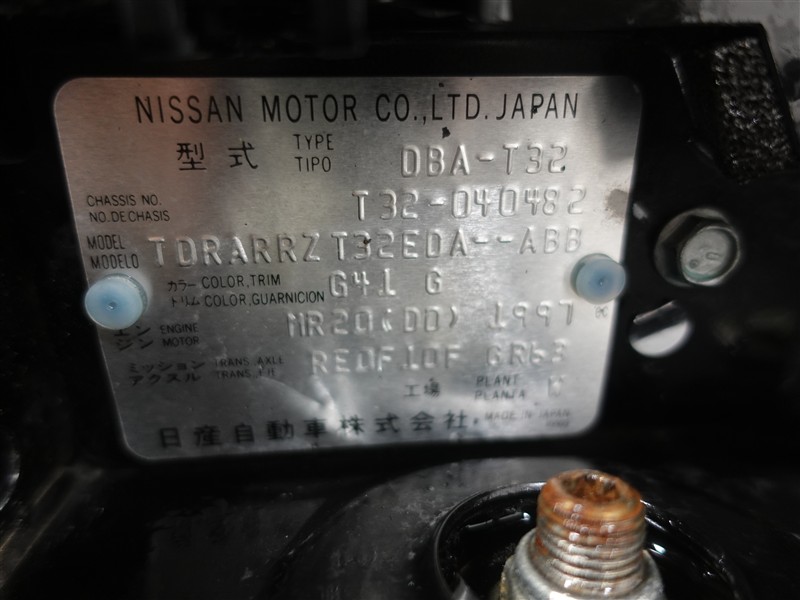 NISSAN MOTOR CO.,LTD. JAPAN
型式 TYPE TIPO DBA-T32
CHASSIS NO. NO. DE CHASIS T32-040482
MODEL MODELO TDRARRZ T32EDA--ABB
カラー COLOR, TRIM G41 G
トリム COLOR, GUARNICION
エンジン ENGINE MOTOR MR20(DD) 1997 cc
ミッション アクスル TRANS. AXLE RE0F10F GR63
工場 PLANT PLANTA
日産自動車株式会社. MADE IN JAPAN